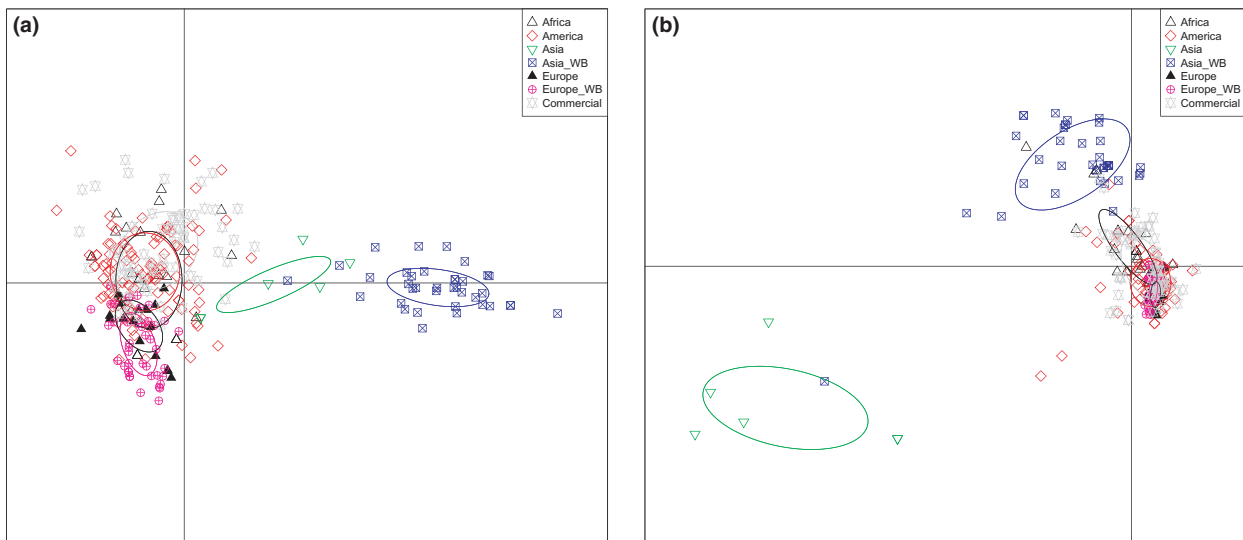 (a)
Africa
America
Asia
Asia_WB
Europe
Europe_WB
Commercial
(b)
Africa
America
Asia
Asia_WB
Europe
Europe_WB
Commercial